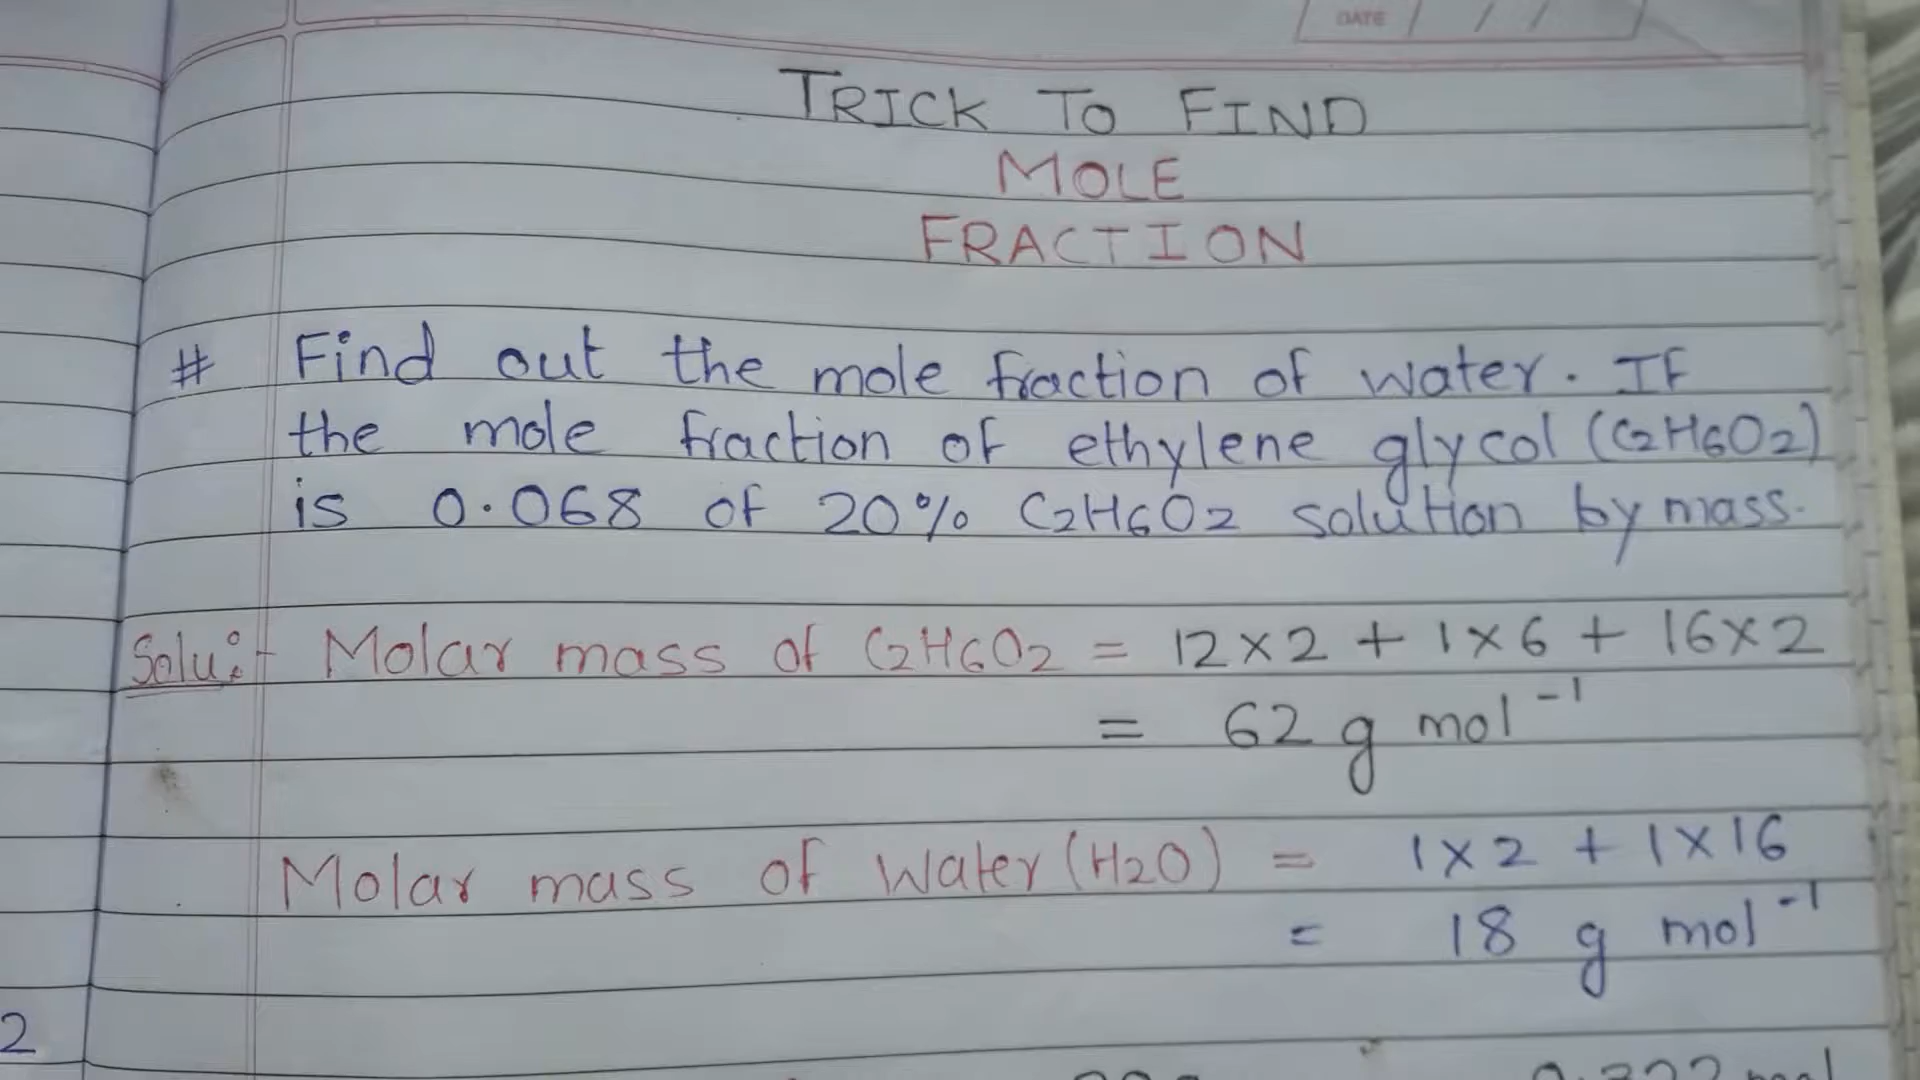 DATE / / /
TRICK TO FIND
MOLE
FRACTION
# Find out the mole fraction of water. If
the mole fraction of ethylene glycol (C2H6O2)
is 0.068 of 20% C2H6O2 solution by mass.
Solu:- Molar mass of C2H6O2 = 12×2 + 1×6 + 16×2
= 62 g mol⁻¹
Molar mass of Water (H2O) = 1×2 + 1×16
= 18 g mol⁻¹
2